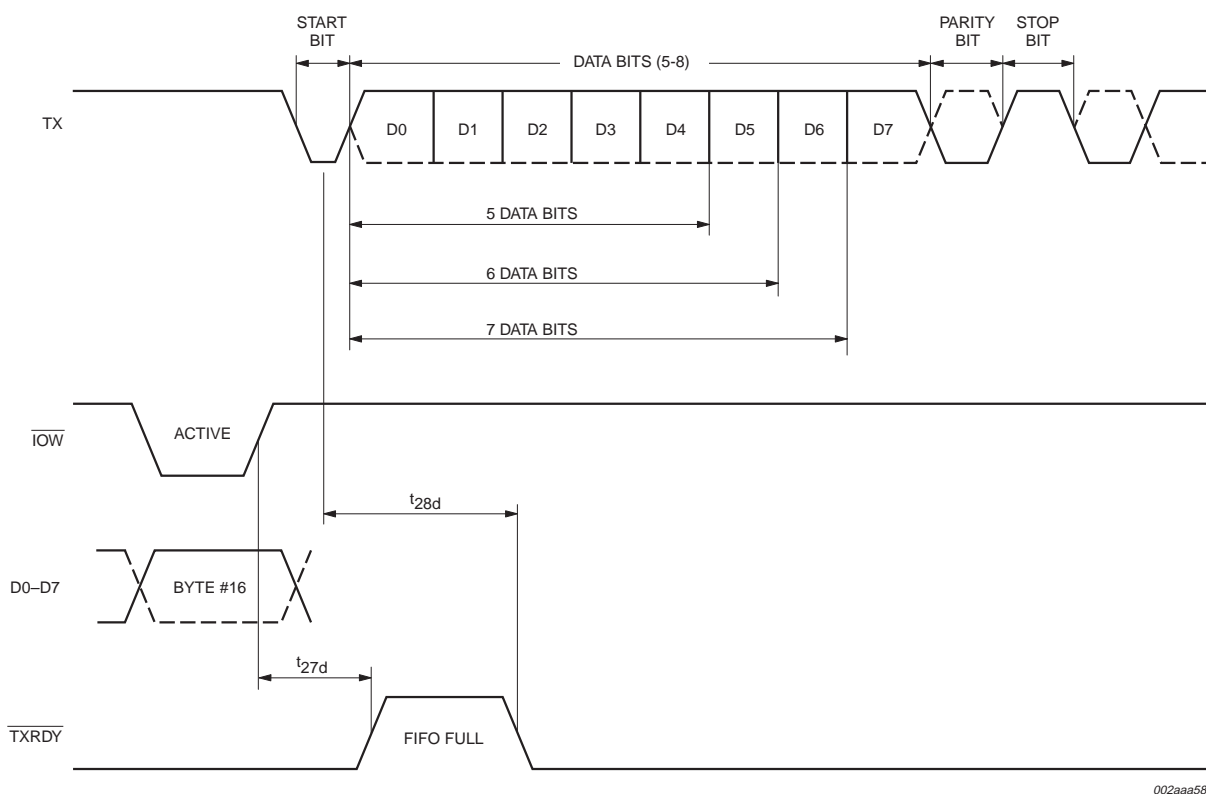 START
BIT
DATA BITS (5-8)
PARITY
BIT
STOP
BIT
TX
D0
D1
D2
D3
D4
D5
D6
D7
5 DATA BITS
6 DATA BITS
7 DATA BITS
IOW
ACTIVE
t28d
D0–D7
BYTE #16
t27d
TXRDY
FIFO FULL
002aaa58